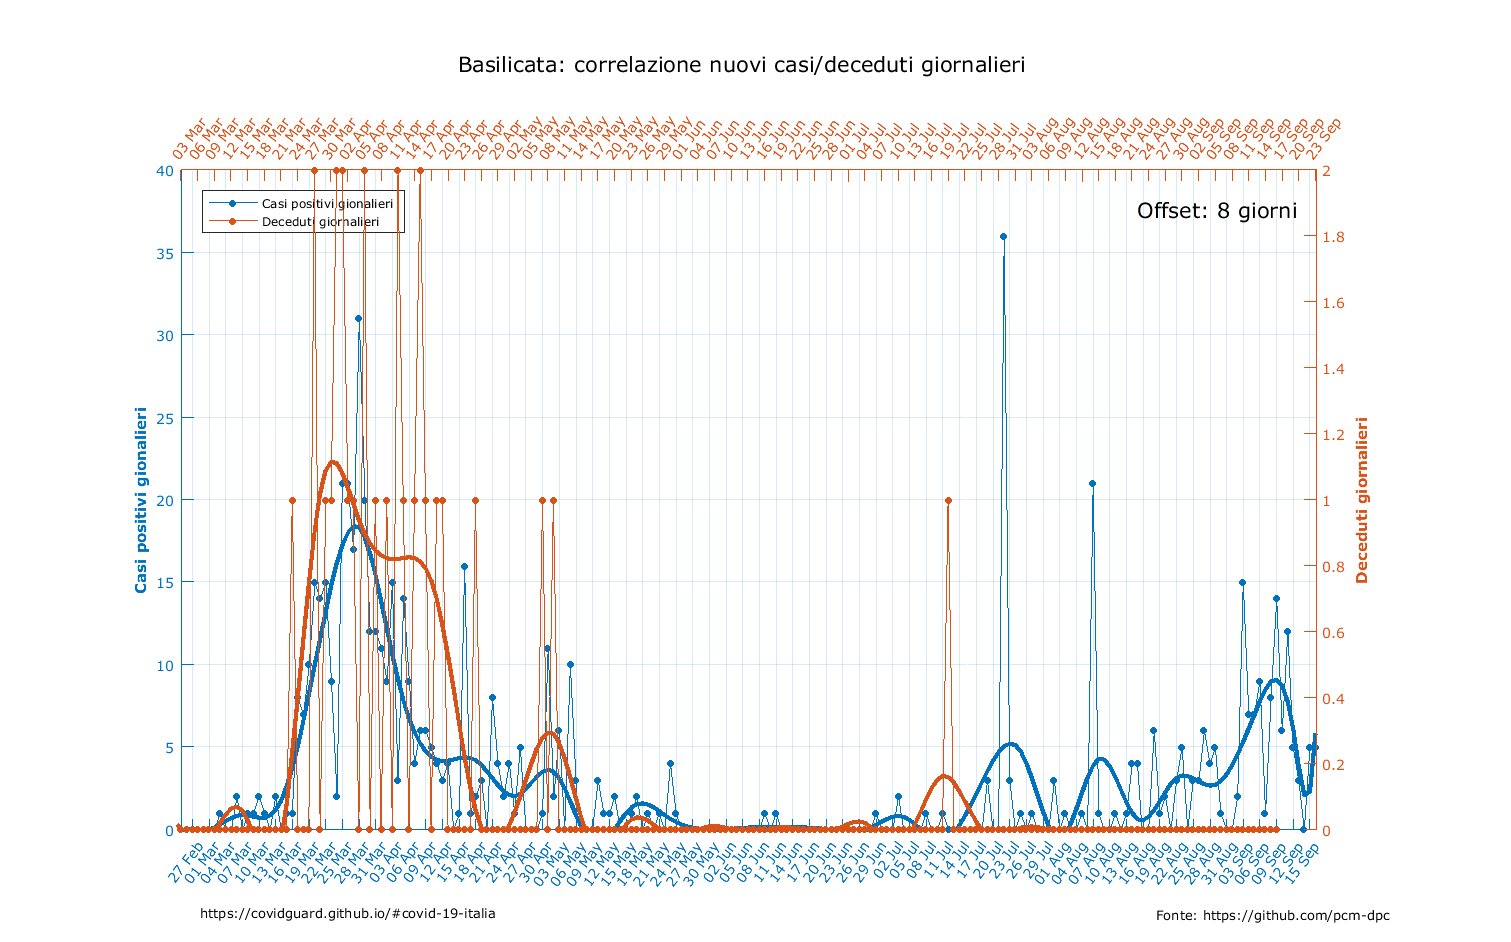 Basilicata: correlazione nuovi casi/deceduti giornalieri
03 Mar
06 Mar
09 Mar
12 Mar
15 Mar
18 Mar
21 Mar
24 Mar
27 Mar
30 Mar
02 Apr
05 Apr
08 Apr
11 Apr
14 Apr
17 Apr
20 Apr
23 Apr
26 Apr
29 Apr
02 May
05 May
08 May
11 May
14 May
17 May
20 May
23 May
26 May
29 May
01 Jun
04 Jun
07 Jun
10 Jun
13 Jun
16 Jun
19 Jun
22 Jun
25 Jun
28 Jun
01 Jul
04 Jul
07 Jul
10 Jul
13 Jul
16 Jul
19 Jul
22 Jul
25 Jul
28 Jul
31 Jul
03 Aug
06 Aug
09 Aug
12 Aug
15 Aug
18 Aug
21 Aug
24 Aug
27 Aug
30 Aug
02 Sep
05 Sep
08 Sep
11 Sep
14 Sep
17 Sep
20 Sep
23 Sep
Casi positivi gionalieri
Deceduti giornalieri
Offset: 8 giorni
40
35
30
25
20
15
10
5
0
Casi positivi gionalieri
2
1.8
1.6
1.4
1.2
1
0.8
0.6
0.4
0.2
0
Deceduti giornalieri
27 Feb
01 Mar
04 Mar
07 Mar
10 Mar
13 Mar
16 Mar
19 Mar
22 Mar
25 Mar
28 Mar
31 Mar
03 Apr
06 Apr
09 Apr
12 Apr
15 Apr
18 Apr
21 Apr
24 Apr
27 Apr
30 Apr
03 May
06 May
09 May
12 May
15 May
18 May
21 May
24 May
27 May
30 May
02 Jun
05 Jun
08 Jun
11 Jun
14 Jun
17 Jun
20 Jun
23 Jun
26 Jun
29 Jun
02 Jul
05 Jul
08 Jul
11 Jul
14 Jul
17 Jul
20 Jul
23 Jul
26 Jul
29 Jul
01 Aug
04 Aug
07 Aug
10 Aug
13 Aug
16 Aug
19 Aug
22 Aug
25 Aug
28 Aug
31 Aug
03 Sep
06 Sep
09 Sep
12 Sep
15 Sep
https://covidguard.github.io/#covid-19-italia
Fonte: https://github.com/pcm-dpc